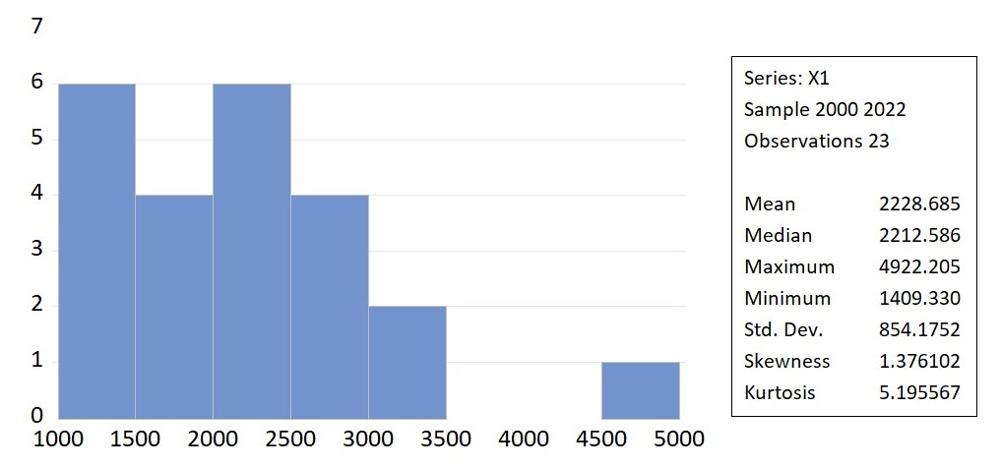 7
6
5
4
3
2
1
0
1000 1500 2000 2500 3000 3500 4000 4500 5000
Series: X1
Sample 2000 2022
Observations 23
Mean 2228.685
Median 2212.586
Maximum 4922.205
Minimum 1409.330
Std. Dev. 854.1752
Skewness 1.376102
Kurtosis 5.195567